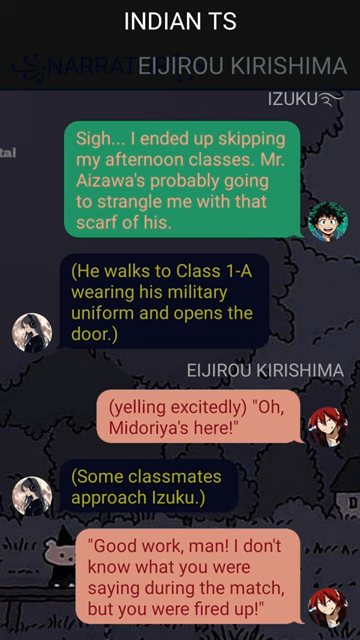 INDIAN TS
NARRAT
EIJIROU KIRISHIMA
IZUKU
tal
Sigh... I ended up skipping
my afternoon classes. Mr.
Aizawa's probably going
to strangle me with that
scarf of his.
(He walks to Class 1-A
wearing his military
uniform and opens the
door.)
EIJIROU KIRISHIMA
(yelling excitedly) "Oh,
Midoriya's here!"
(Some classmates
approach Izuku.)
"Good work, man! I don't
know what you were
saying during the match,
but you were fired up!"